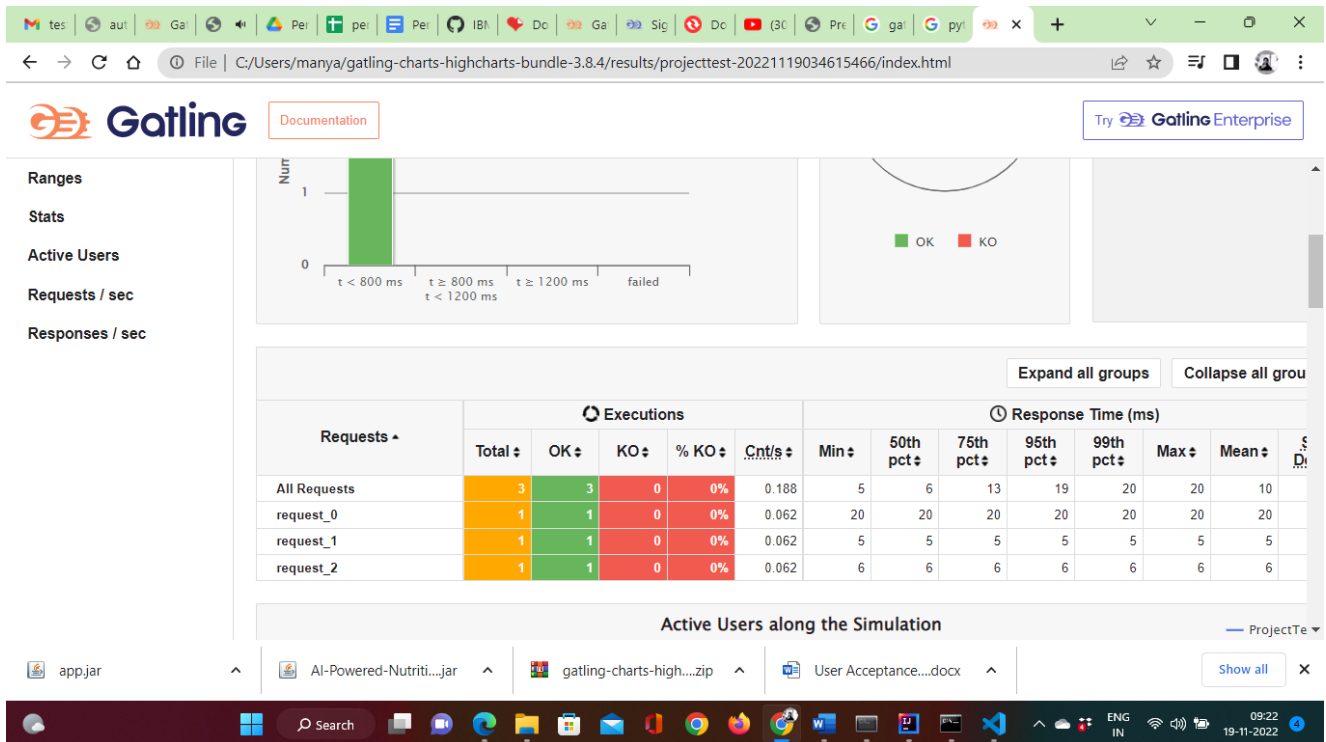 tes
aut
Gat
Per
per
Per
IBN
Do
Ga
Sig
Do
(30
Pre
gat
pyt
File | C:/Users/manya/gatling-charts-highcharts-bundle-3.8.4/results/projecttest-20221119034615466/index.html
Gatling
Documentation
Try Gatling Enterprise
Ranges
Stats
Active Users
Requests / sec
Responses / sec
Num
1
0
t < 800 ms
t ≥ 800 ms
t < 1200 ms
t ≥ 1200 ms
failed
OK KO
Expand all groups Collapse all grou
Requests Executions Response Time (ms)
Total OK KO % KO Cnt/s Min 50th pct 75th pct 95th pct 99th pct Max Mean S D
All Requests 3 3 0 0% 0.188 5 6 13 19 20 20 10
request_0 1 1 0 0% 0.062 20 20 20 20 20 20 20
request_1 1 1 0 0% 0.062 5 5 5 5 5 5 5
request_2 1 1 0 0% 0.062 6 6 6 6 6 6 6
Active Users along the Simulation
ProjectTe
app.jar
AI-Powered-Nutriti....jar
gatling-charts-high....zip
User Acceptance....docx
Show all
Search
ENG
IN
09:22
19-11-2022
4